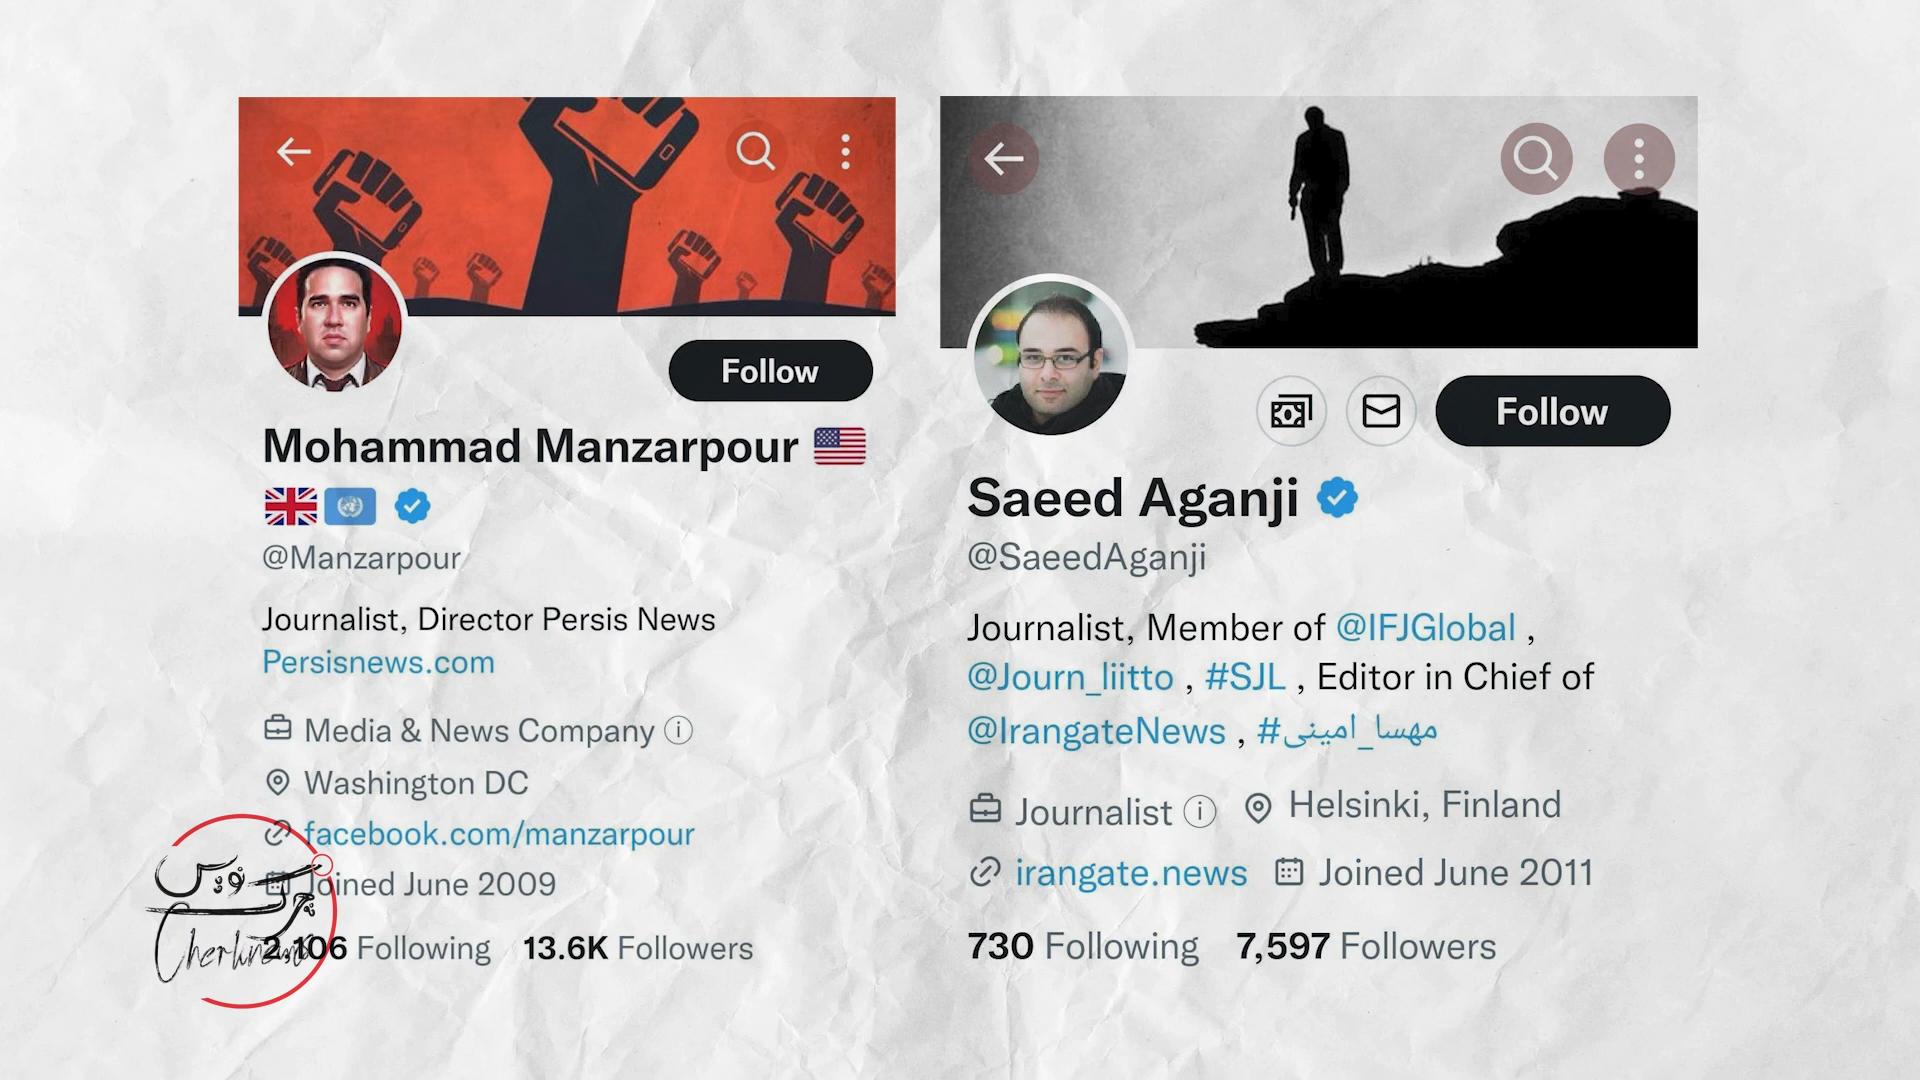 Follow
Mohammad Manzarpour
@Manzarpour
Journalist, Director Persis News
Persisnews.com
Media & News Company
Washington DC
facebook.com/manzarpour
Joined June 2009
2,106 Following 13.6K Followers
Follow
Saeed Aganji
@SaeedAganji
Journalist, Member of @IFJGlobal ,
@Journ_liitto , #SJL , Editor in Chief of
@IrangateNews , #مهسا_امینی
Journalist Helsinki, Finland
irangate.news Joined June 2011
730 Following 7,597 Followers